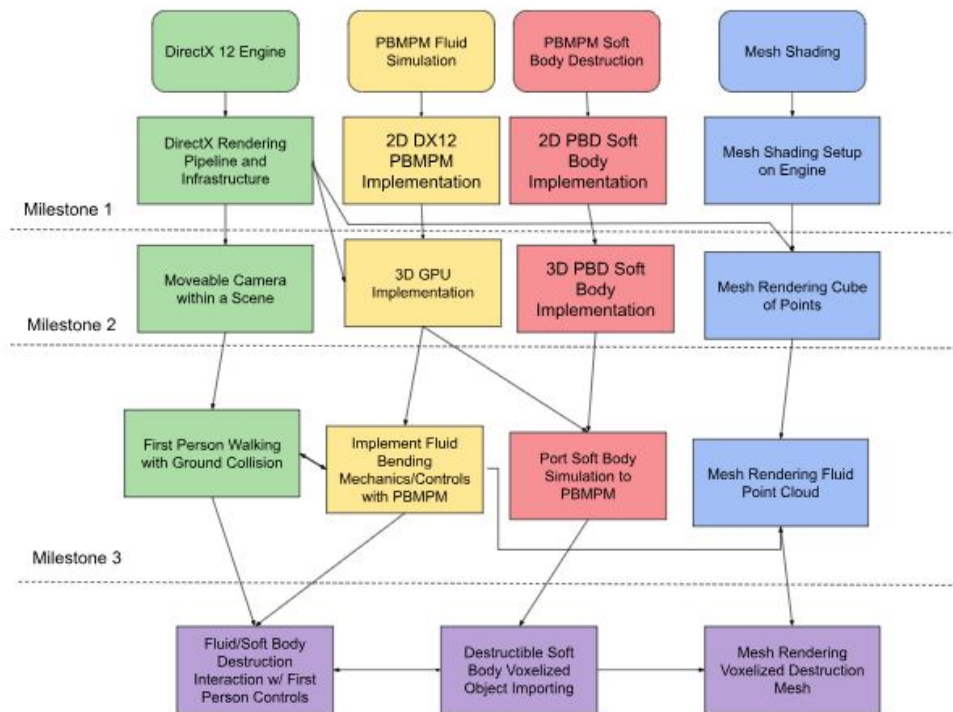 DirectX 12 Engine
PBMPM Fluid
Simulation
PBMPM Soft
Body Destruction
Mesh Shading
DirectX Rendering
Pipeline and
Infrastructure
2D DX12
PBMPM
Implementation
2D PBD Soft
Body
Implementation
Mesh Shading Setup
on Engine
Milestone 1
Moveable Camera
within a Scene
3D GPU
Implementation
3D PBD Soft
Body
Implementation
Mesh Rendering Cube
of Points
Milestone 2
First Person Walking
with Ground Collision
Implement Fluid
Bending
Mechanics/Controls
with PBMPM
Port Soft Body
Simulation to
PBMPM
Mesh Rendering Fluid
Point Cloud
Milestone 3
Fluid/Soft Body
Destruction
Interaction w/ First
Person Controls
Destructible Soft
Body Voxelized
Object Importing
Mesh Rendering
Voxelized Destruction
Mesh